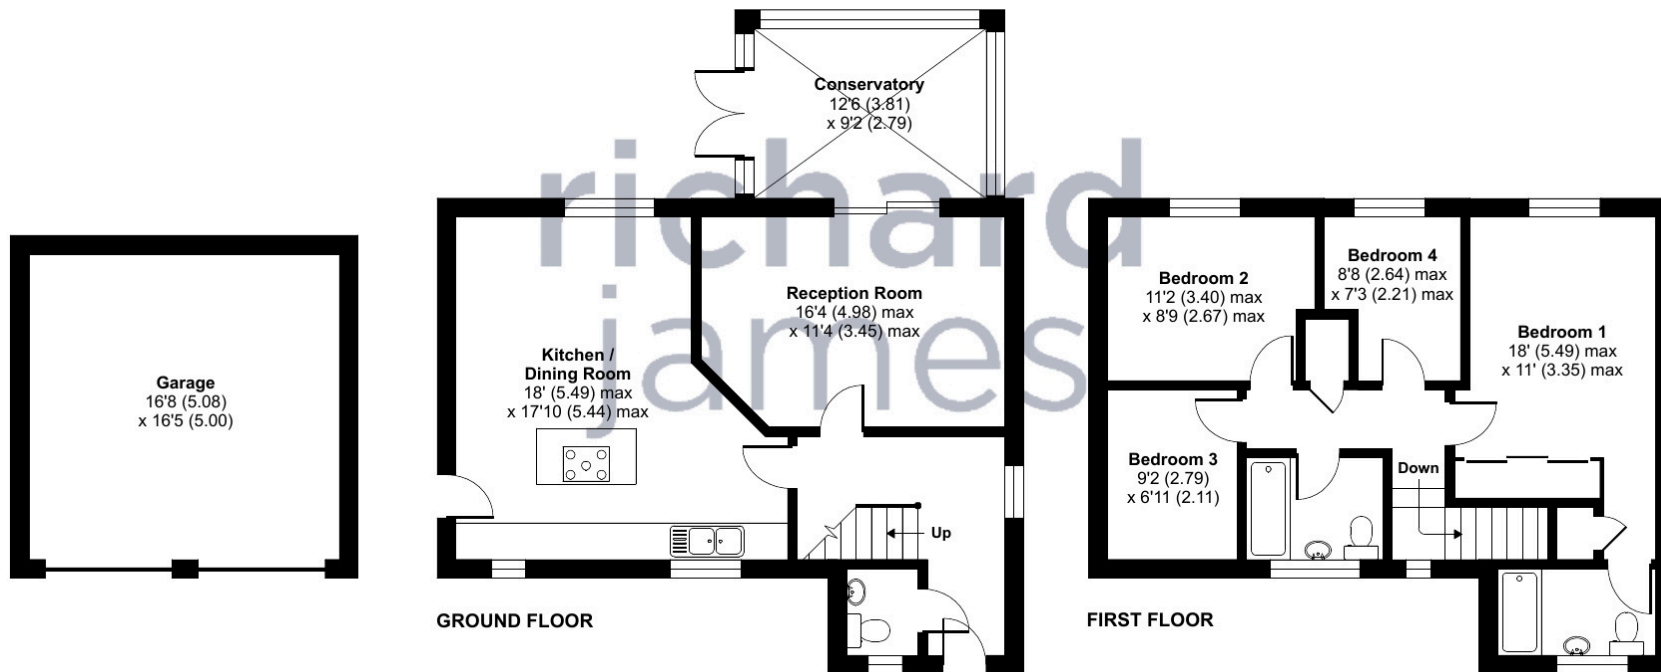 Conservatory
12'6 (3.81)
x 9'2 (2.79)
richard
james
Garage
16'8 (5.08)
x 16'5 (5.00)
Kitchen /
Dining Room
18' (5.49) max
x 17'10 (5.44) max
Reception Room
16'4 (4.98) max
x 11'4 (3.45) max
Up
GROUND FLOOR
Bedroom 2
11'2 (3.40) max
x 8'9 (2.67) max
Bedroom 4
8'8 (2.64) max
x 7'3 (2.21) max
Bedroom 1
18' (5.49) max
x 11' (3.35) max
Bedroom 3
9'2 (2.79)
x 6'11 (2.11)
Down
FIRST FLOOR